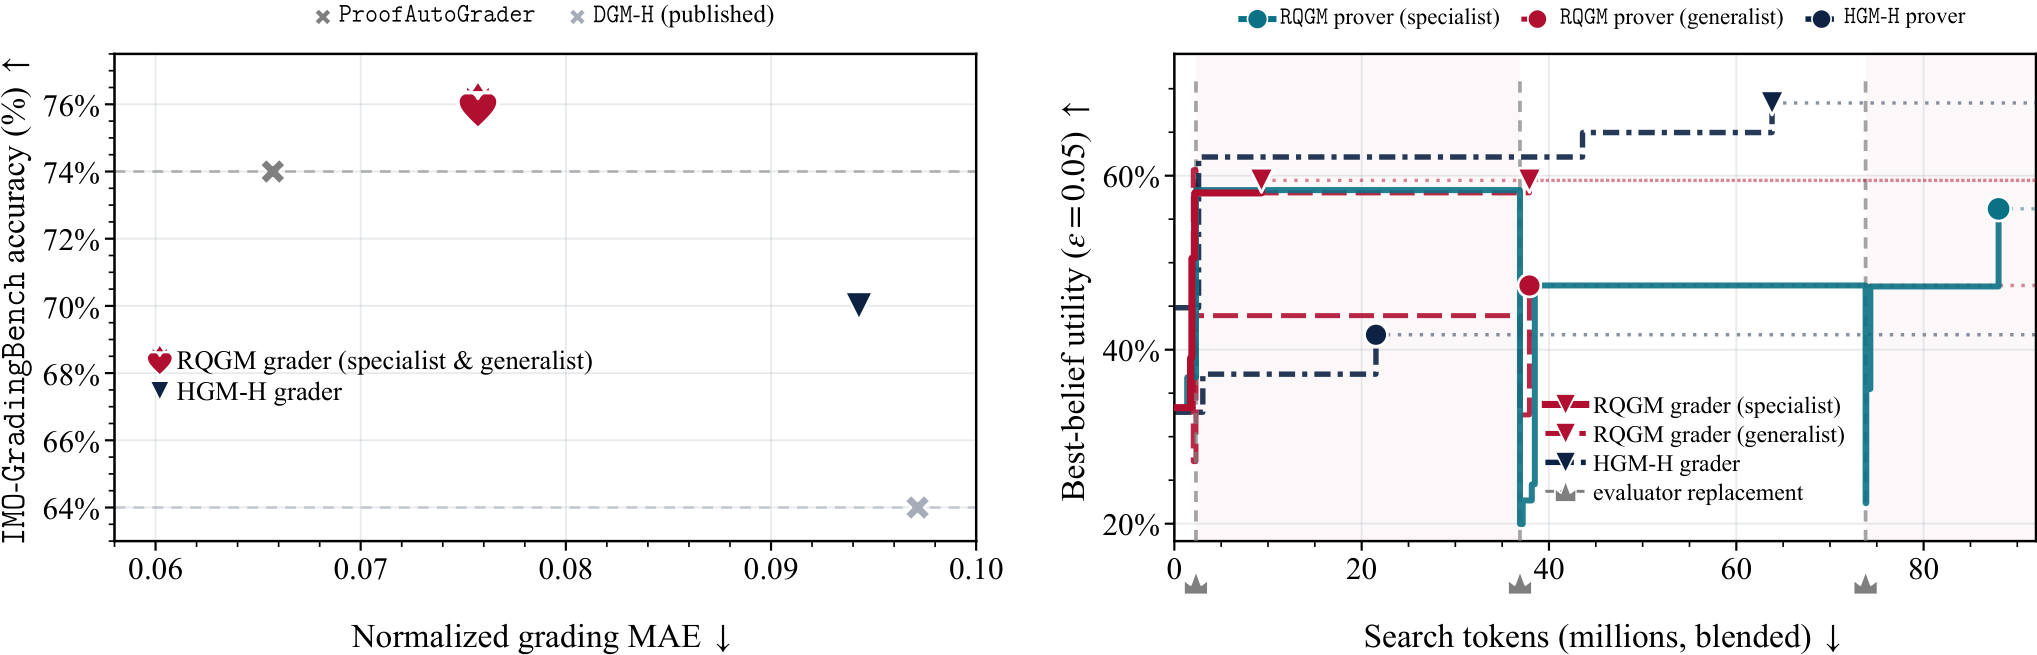 ProofAutoGrader
DGM-H (published)
IMO-GradingBench accuracy (%) ↑
76%
74%
72%
70%
68%
66%
64%
RQGM grader (specialist & generalist)
HGM-H grader
0.06
0.07
0.08
0.09
0.10
Normalized grading MAE ↓
RQGM prover (specialist)
RQGM prover (generalist)
HGM-H prover
Best-belief utility (ε = 0.05) ↑
60%
40%
20%
RQGM grader (specialist)
RQGM grader (generalist)
HGM-H grader
evaluator replacement
0
20
40
60
80
Search tokens (millions, blended) ↓